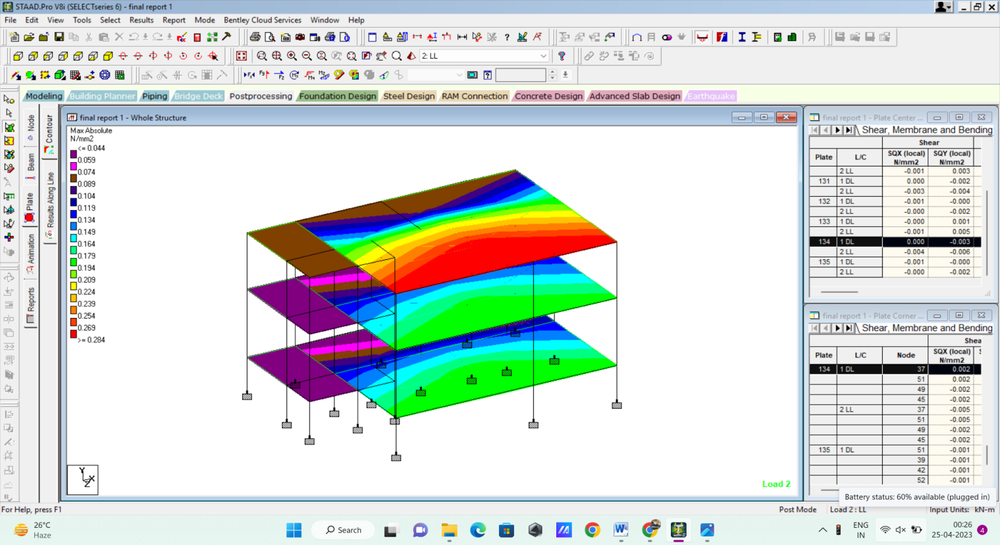 STAAD.Pro V8i (SELECTseries 6) - final report 1
File Edit View Tools Select Results Report Mode Bentley Cloud Services Window Help
2: LL
Modeling Building Planner Piping Bridge Deck Postprocessing Foundation Design Steel Design RAM Connection Concrete Design Advanced Slab Design Earthquake
Node
Beam
Plate
Animation
Reports
Contour
Results Along Line
final report 1 - Whole Structure
Max Absolute
N/mm2
<= 0.044
0.059
0.074
0.089
0.104
0.119
0.134
0.149
0.164
0.179
0.194
0.209
0.224
0.239
0.254
0.269
>= 0.284
Y
X
Z
Load 2
final report 1 - Plate Center ...
Shear, Membrane and Bending
Shear
Plate L/C SQX (local) N/mm2 SQY (local) N/mm2
2 LL -0.001 0.003
131 1 DL 0.000 -0.002
2 LL -0.003 -0.004
132 1 DL -0.001 -0.000
2 LL -0.000 -0.002
133 1 DL -0.000 0.001
2 LL -0.001 0.005
134 1 DL 0.000 -0.003
2 LL -0.004 -0.006
135 1 DL -0.001 -0.000
2 LL -0.000 -0.002
final report 1 - Plate Corner ...
Shear, Membrane and Bending
Shea
Plate L/C Node SQX (local) N/mm2
134 1 DL 37 0.002
51 0.002
49 -0.002
45 -0.002
2 LL 37 -0.005
51 -0.005
49 -0.002
45 -0.002
135 1 DL 51 -0.001
39 -0.001
42 -0.001
52 -0.001
Battery status: 60% available (plugged in)
For Help, press F1
Post Mode Load 2 : LL Input Units: kN-m
26°C
Haze
Search
ENG
IN
00:26
25-04-2023
4